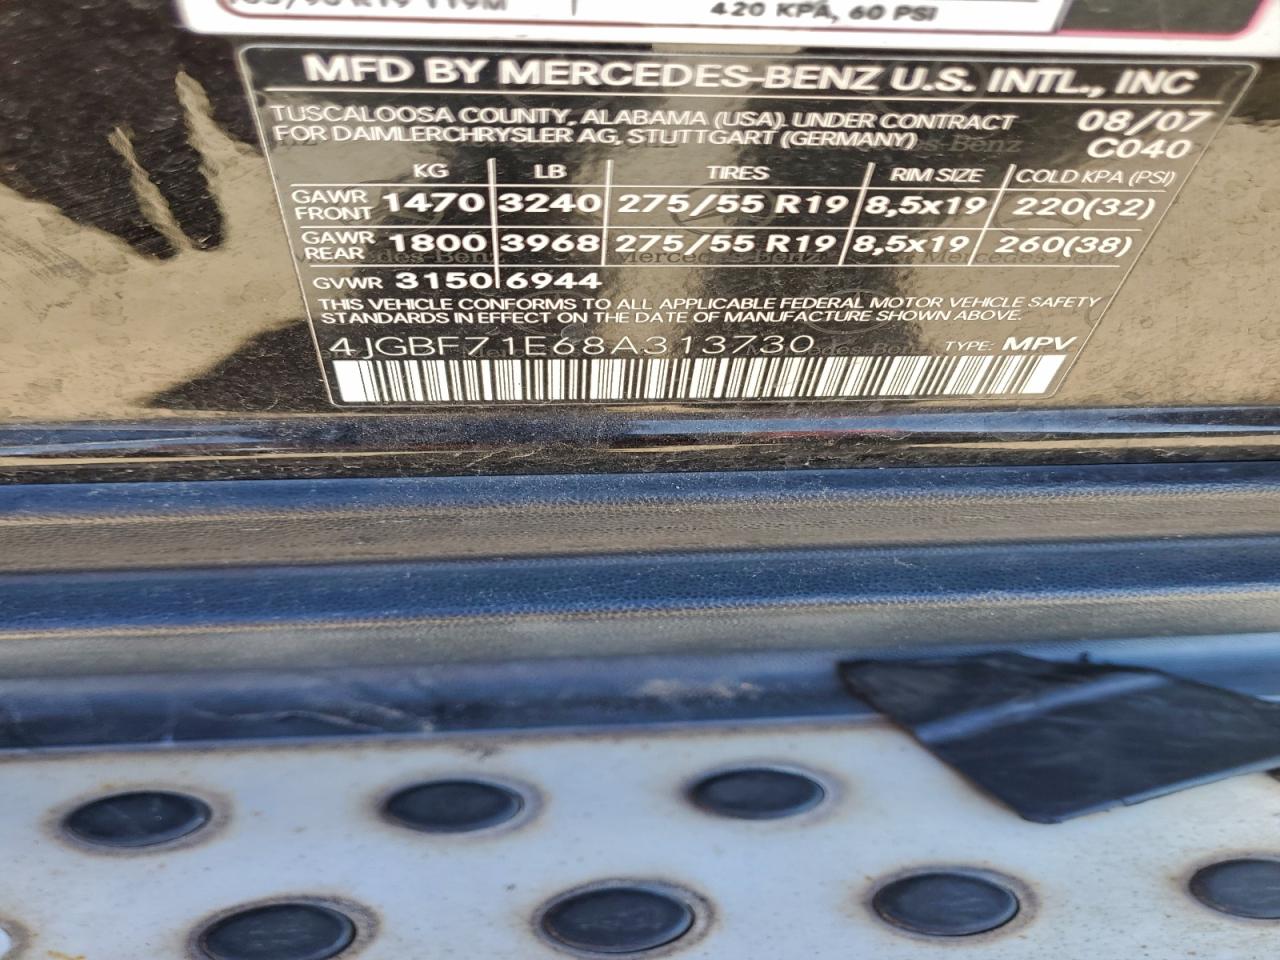 420 KPA, 60 PSI
MFD BY MERCEDES-BENZ U.S. INTL., INC
TUSCALOOSA COUNTY, ALABAMA (USA) UNDER CONTRACT 08/07
FOR DAIMLERCHRYSLER AG, STUTTGART (GERMANY) C040
KG LB TIRES RIM SIZE COLD KPA (PSI)
GAWR FRONT 1470 3240 275/55 R19 8,5x19 220(32)
GAWR REAR 1800 3968 275/55 R19 8,5x19 260(38)
GVWR 3150 6944
THIS VEHICLE CONFORMS TO ALL APPLICABLE FEDERAL MOTOR VEHICLE SAFETY
STANDARDS IN EFFECT ON THE DATE OF MANUFACTURE SHOWN ABOVE.
4JGBF71E68A313730 TYPE: MPV